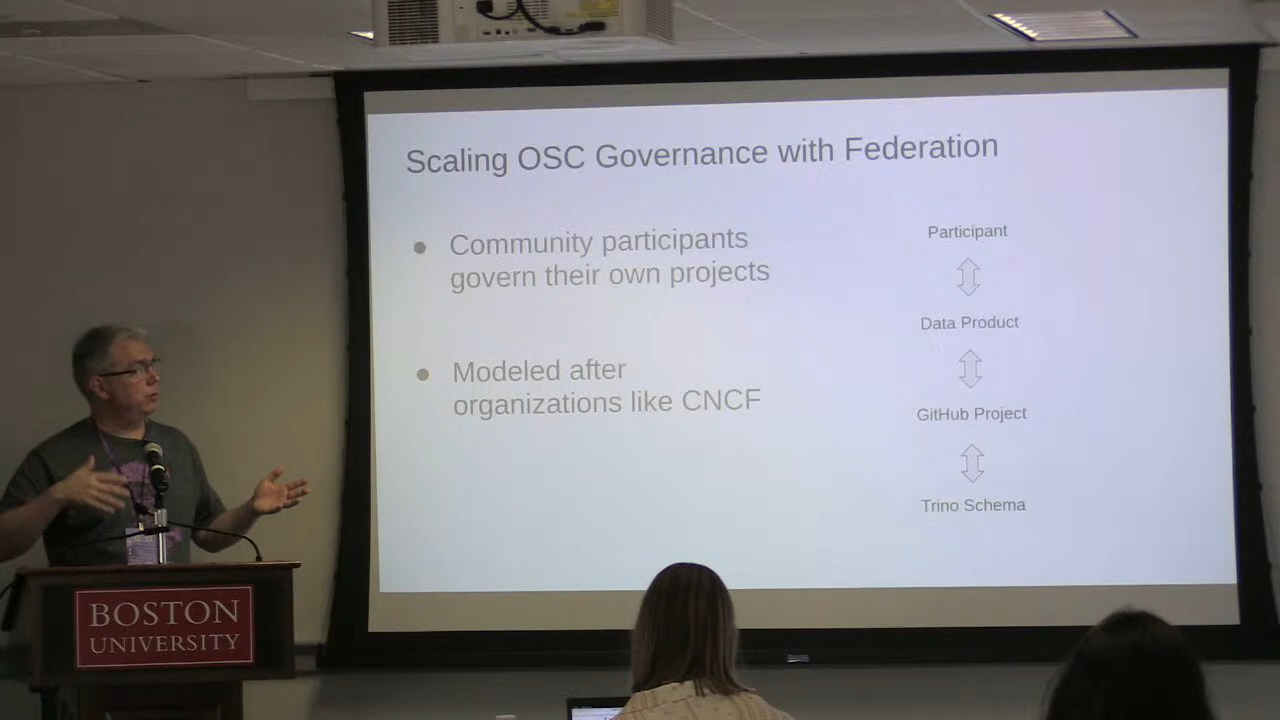 Scaling OSC Governance with Federation
● Community participants
govern their own projects
● Modeled after
organizations like CNCF
Participant
Data Product
GitHub Project
Trino Schema
BOSTON
UNIVERSITY